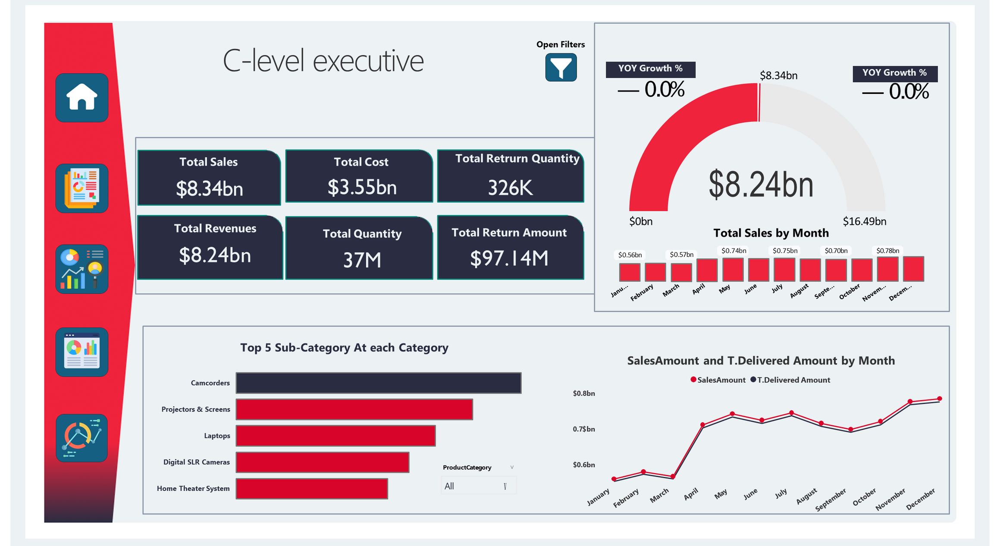 C-level executive
Open Filters
YOY Growth %
— 0.0%
YOY Growth %
— 0.0%
$8.34bn
$8.24bn
$0bn
$16.49bn
Total Sales
$8.34bn
Total Cost
$3.55bn
Total Retrurn Quantity
326K
Total Revenues
$8.24bn
Total Quantity
37M
Total Return Amount
$97.14M
Total Sales by Month
$0.56bn
$0.57bn
$0.74bn
$0.75bn
$0.70bn
$0.78bn
Janu...
February
March
April
May
June
July
August
Septe...
October
Novem...
Decem...
Top 5 Sub-Category At each Category
Camcorders
Projectors & Screens
Laptops
Digital SLR Cameras
Home Theater System
ProductCategory
All
SalesAmount and T.Delivered Amount by Month
SalesAmount
T.Delivered Amount
$0.8bn
0.7$bn
$0.6bn
January
February
March
April
May
June
July
August
September
October
November
December